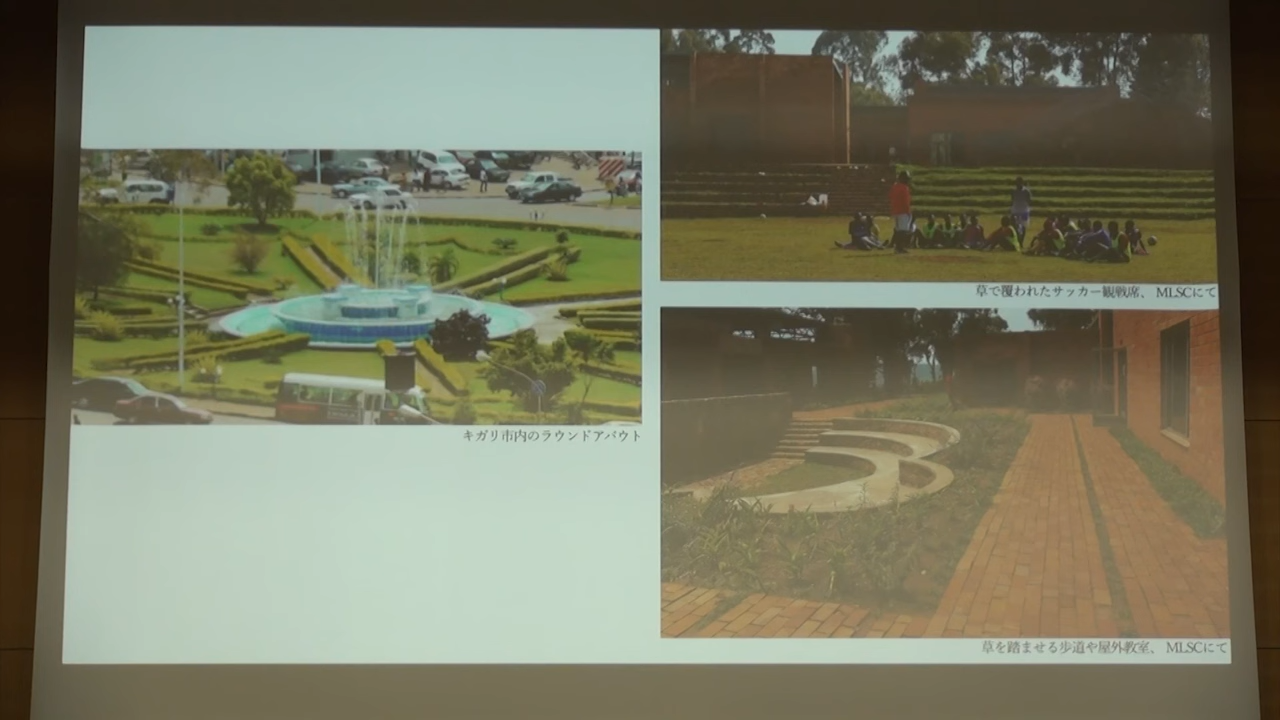 キガリ市内のラウンドアバウト
草で覆われたサッカー観戦席、MLSCにて
草を踏ませる歩道や屋外教室、MLSCにて